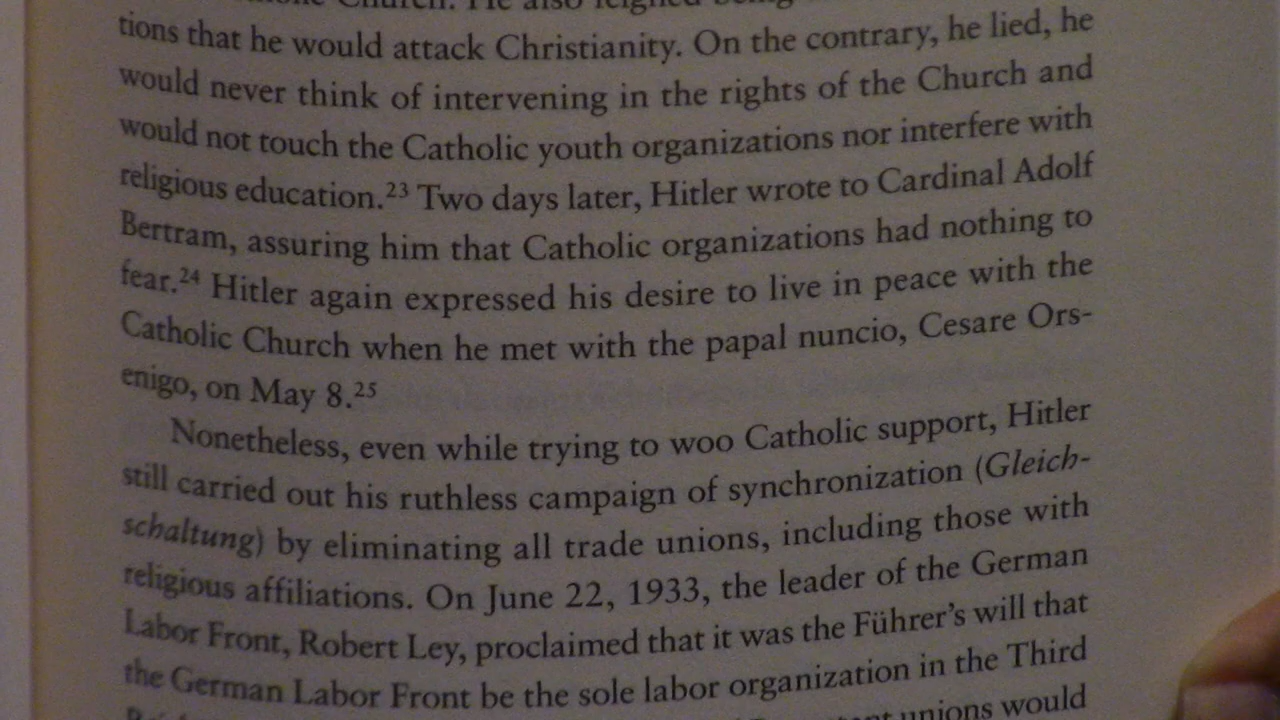 Church. He also feigned being
tions that he would attack Christianity. On the contrary, he lied, he
would never think of intervening in the rights of the Church and
would not touch the Catholic youth organizations nor interfere with
religious education.²³ Two days later, Hitler wrote to Cardinal Adolf
Bertram, assuring him that Catholic organizations had nothing to
fear.²⁴ Hitler again expressed his desire to live in peace with the
Catholic Church when he met with the papal nuncio, Cesare Ors-
enigo, on May 8.²⁵
Nonetheless, even while trying to woo Catholic support, Hitler
still carried out his ruthless campaign of synchronization (Gleich-
schaltung) by eliminating all trade unions, including those with
religious affiliations. On June 22, 1933, the leader of the German
Labor Front, Robert Ley, proclaimed that it was the Führer's will that
the German Labor Front be the sole labor organization in the Third
unions would